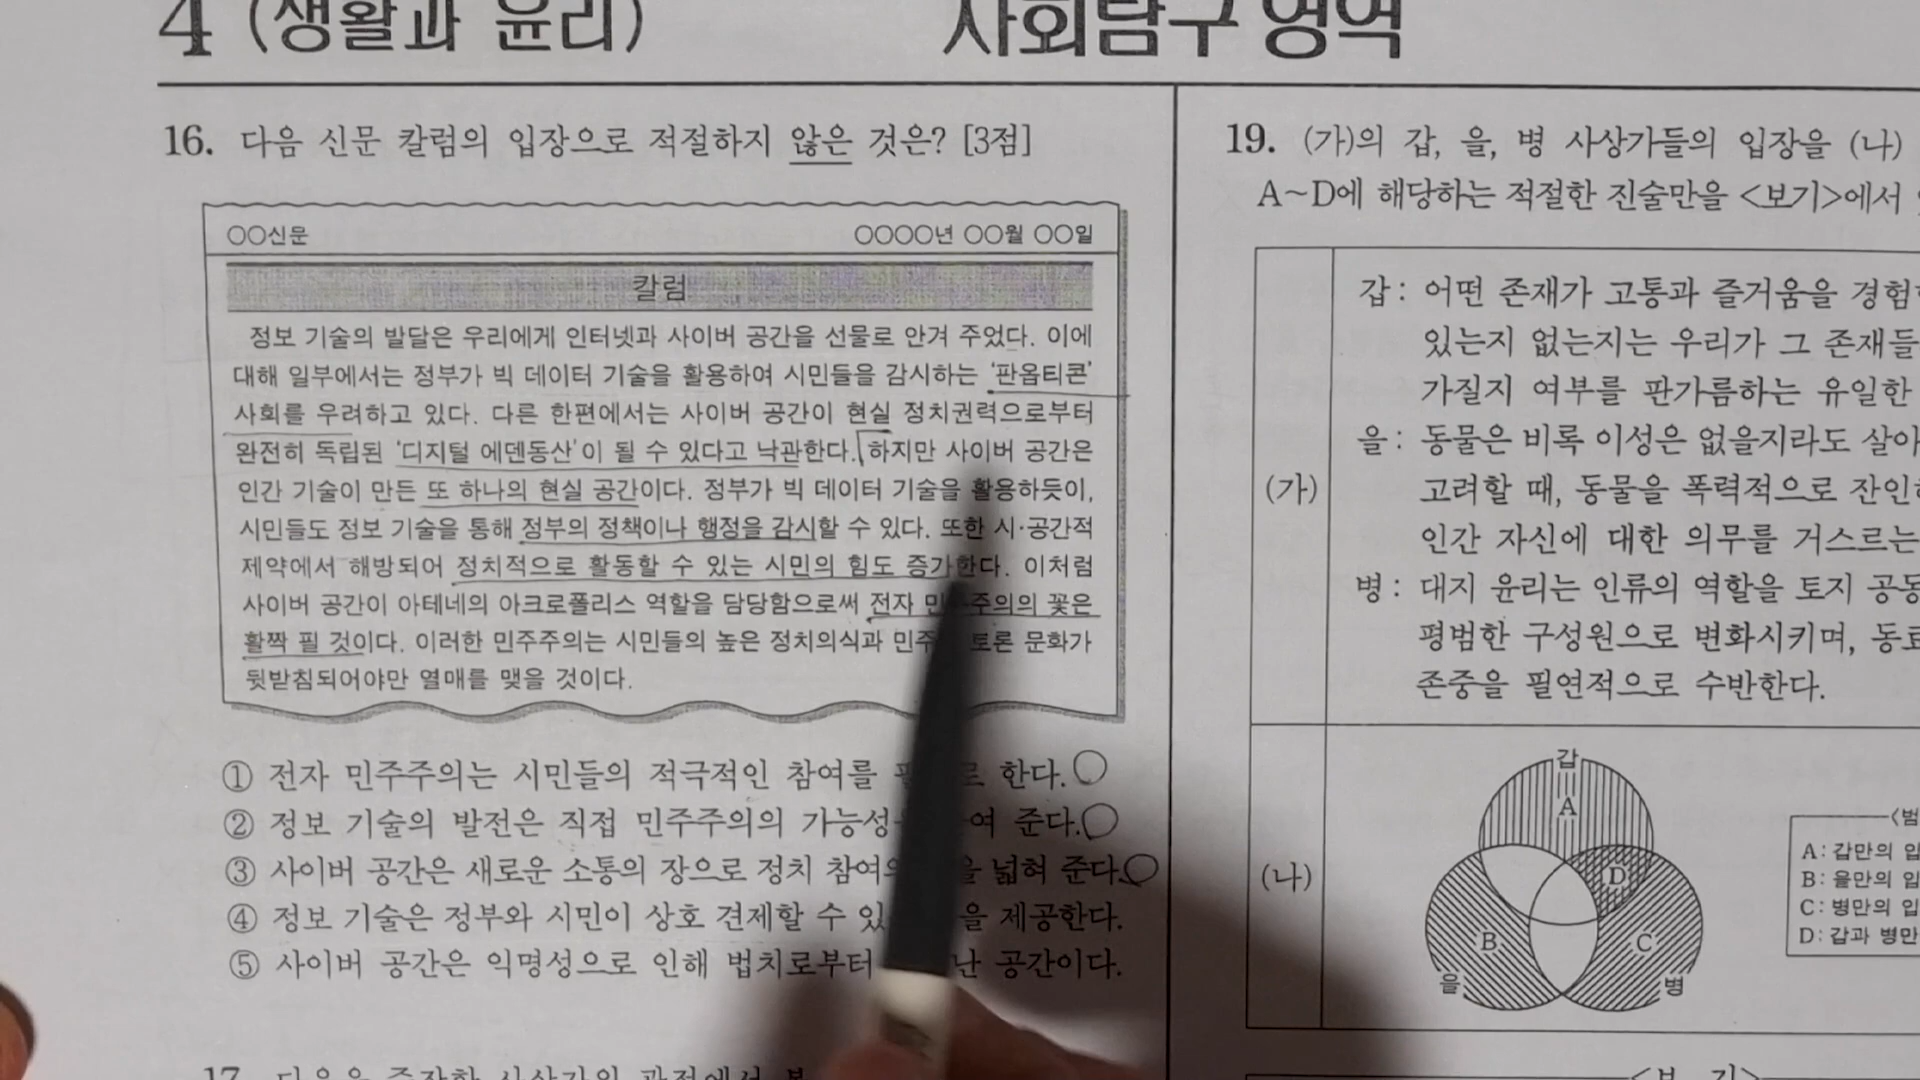 4 (생활과 윤리)
사회탐구 영역
16. 다음 신문 칼럼의 입장으로 적절하지 않은 것은? [3점]
○○신문 ○○○○년 ○○월 ○○일
칼럼
정보 기술의 발달은 우리에게 인터넷과 사이버 공간을 선물로 안겨 주었다. 이에
대해 일부에서는 정부가 빅 데이터 기술을 활용하여 시민들을 감시하는 ‘판옵티콘’
사회를 우려하고 있다. 다른 한편에서는 사이버 공간이 현실 정치권력으로부터
완전히 독립된 ‘디지털 에덴동산’이 될 수 있다고 낙관한다. 하지만 사이버 공간은
인간 기술이 만든 또 하나의 현실 공간이다. 정부가 빅 데이터 기술을 활용하듯이,
시민들도 정보 기술을 통해 정부의 정책이나 행정을 감시할 수 있다. 또한 시·공간적
제약에서 해방되어 정치적으로 활동할 수 있는 시민의 힘도 증가한다. 이처럼
사이버 공간이 아테네의 아크로폴리스 역할을 담당함으로써 전자 민주주의의 꽃은
활짝 필 것이다. 이러한 민주주의는 시민들의 높은 정치의식과 토론 문화가
뒷받침되어야만 열매를 맺을 것이다.
① 전자 민주주의는 시민들의 적극적인 참여를 한다.
② 정보 기술의 발전은 직접 민주주의의 준다.
③ 사이버 공간은 새로운 소통의 장으로 정치 넓혀 준다.
④ 정보 기술은 정부와 시민이 상호 견제할 수 제공한다.
⑤ 사이버 공간은 익명성으로 인해 법치로부터 공간이다.
19. (가)의 갑, 을, 병 사상가들의 입장을 (나)
A~D에 해당하는 적절한 진술만을 <보기>에서
(가)
갑: 어떤 존재가 고통과 즐거움을
있는지 없는지는 우리가 그 존재들
가질지 여부를 판가름하는 유일한
을: 동물은 비록 이성은 없을지라도
고려할 때, 동물을 폭력적으로
인간 자신에 대한 의무를 거스르는
병: 대지 윤리는 인류의 역할을 토지
평범한 구성원으로 변화시키며,
존중을 필연적으로 수반한다.
(나)
갑
A
D
B
C
을
병
A: 갑만의
B: 을만의
C: 병만의
D: 갑과 병만